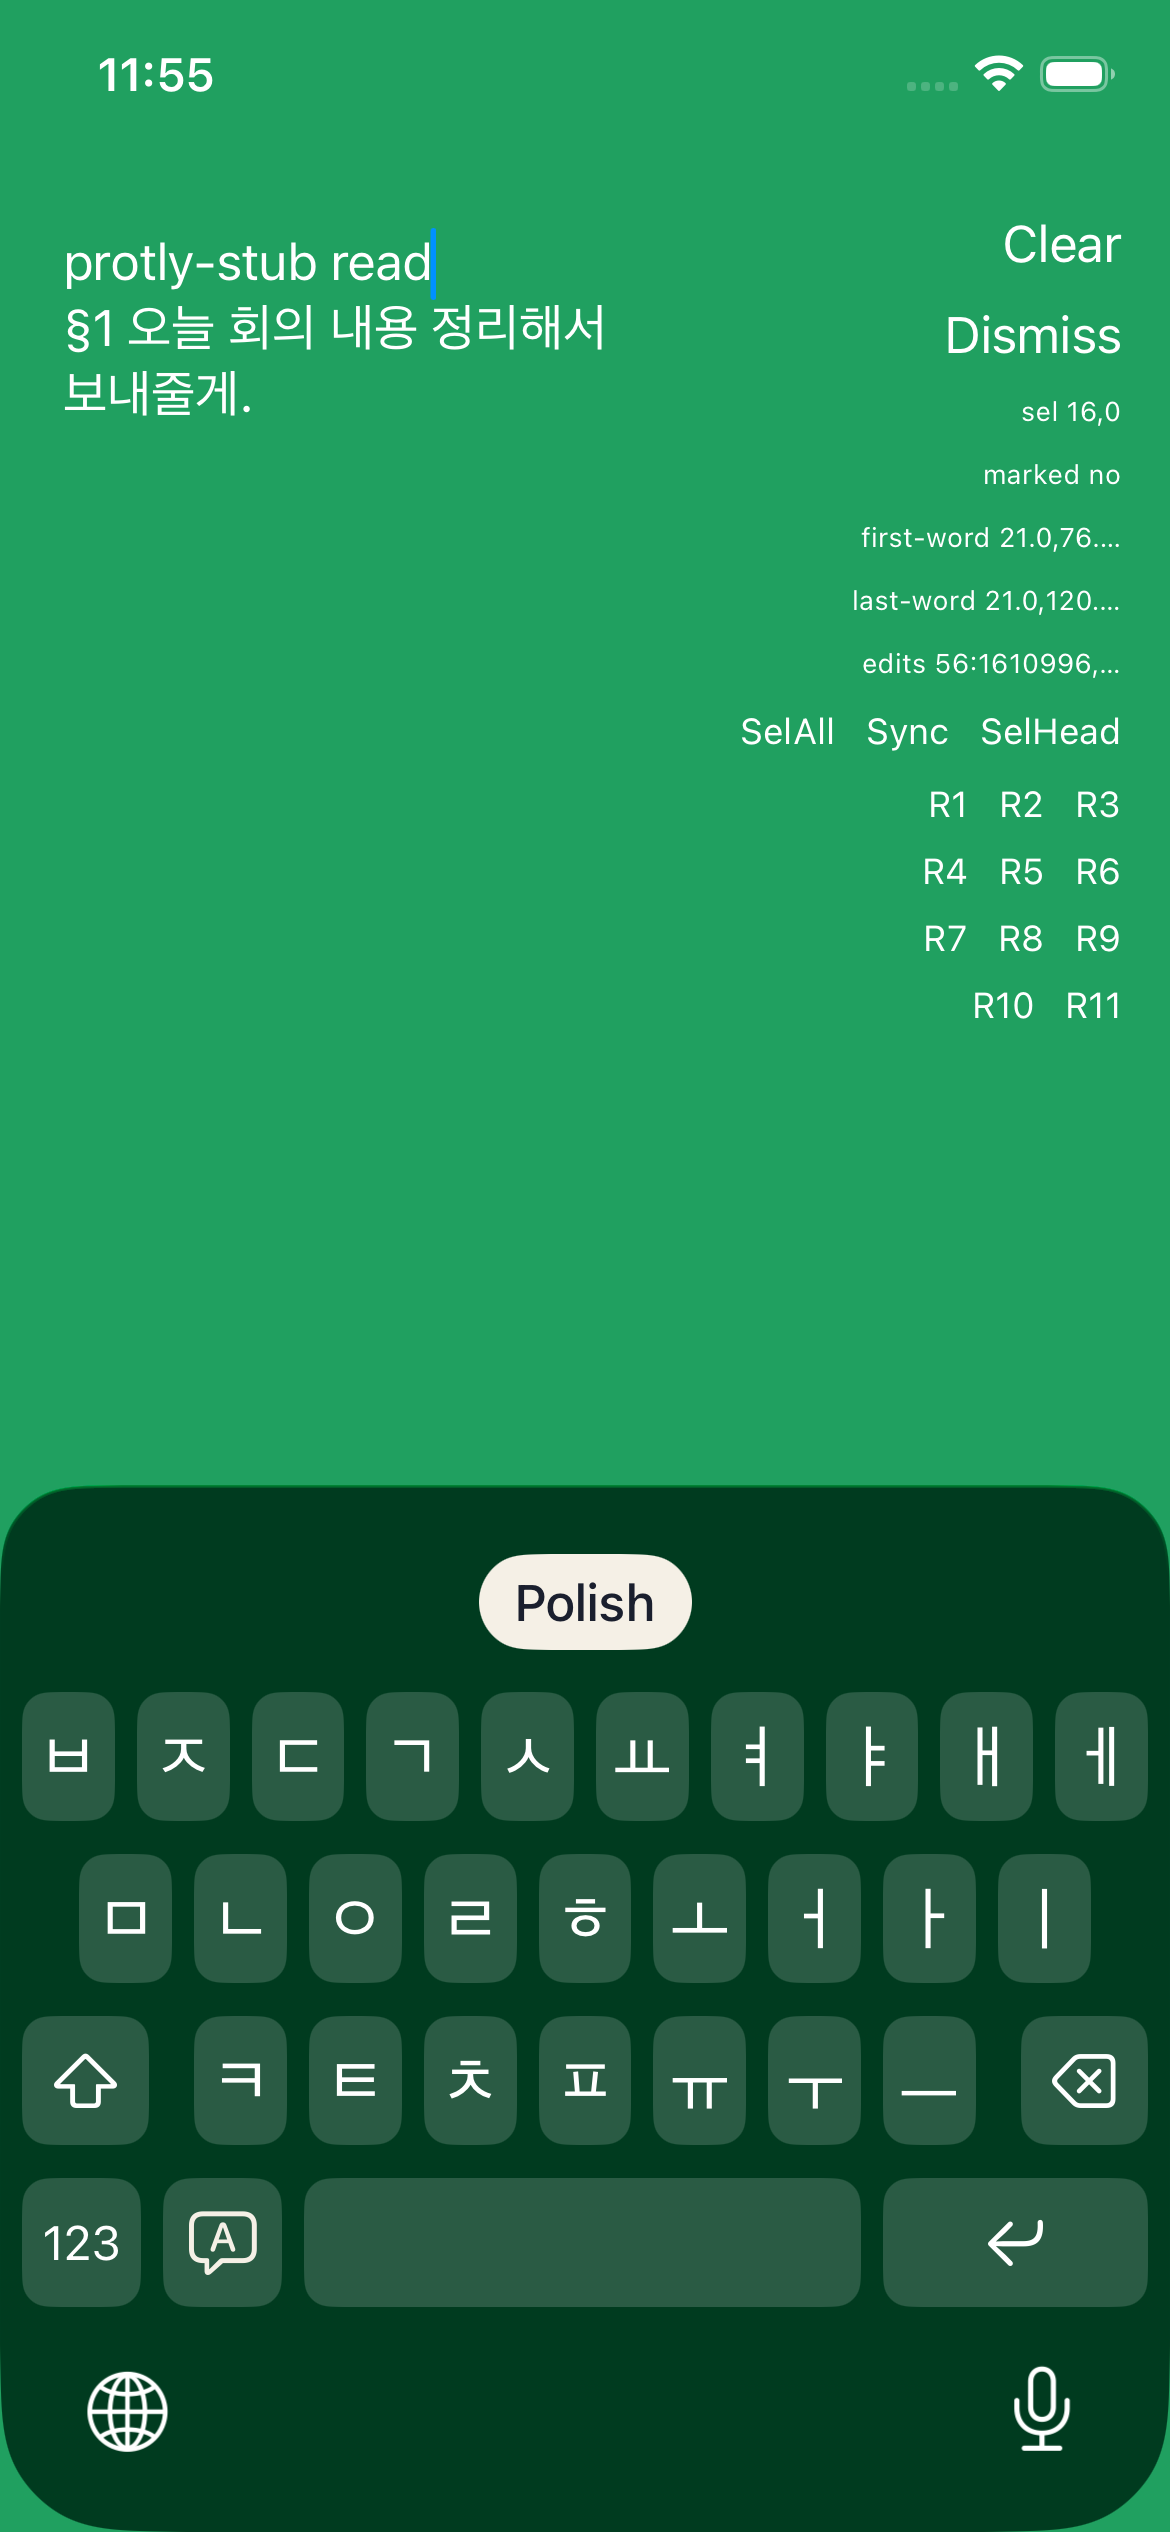 11:55
protly-stub read
§1 오늘 회의 내용 정리해서
보내줄게.
Clear
Dismiss
sel 16,0
marked no
first-word 21.0,76....
last-word 21.0,120....
edits 56:1610996,...
SelAll Sync SelHead
R1 R2 R3
R4 R5 R6
R7 R8 R9
R10 R11
Polish
ㅂ ㅈ ㄷ ㄱ ㅅ ㅛ ㅕ ㅑ ㅐ ㅔ
ㅁ ㄴ ㅇ ㄹ ㅎ ㅗ ㅓ ㅏ ㅣ
ㅋ ㅌ ㅊ ㅍ ㅠ ㅜ ㅡ
123 A